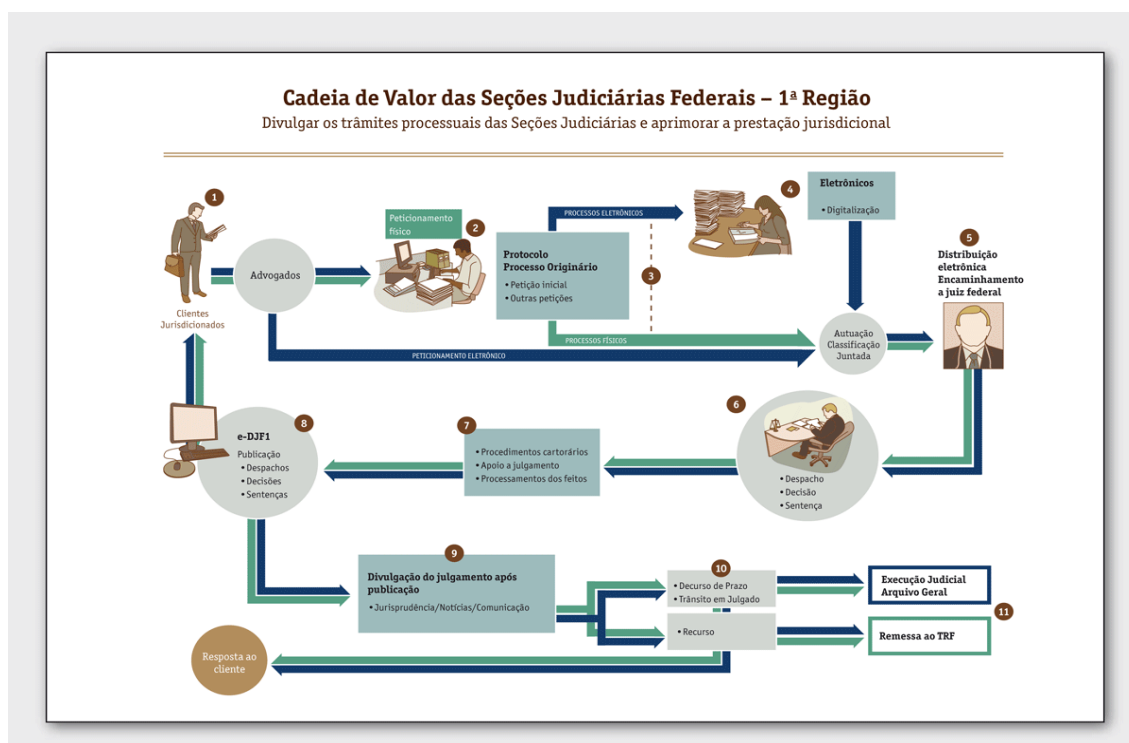 Cadeia de Valor das Seções Judiciárias Federais – 1ª Região
Divulgar os trâmites processuais das Seções Judiciárias e aprimorar a prestação jurisdicional
1
Clientes
Jurisdicionados
Advogados
Peticionamento
físico
2
Protocolo
Processo Originário
• Petição inicial
• Outras petições
PROCESSOS ELETRÔNICOS
3
PROCESSOS FÍSICOS
PETICIONAMENTO ELETRÔNICO
4
Eletrônicos
• Digitalização
Autuação
Classificação
Juntada
5
Distribuição
eletrônica
Encaminhamento
a juiz federal
6
• Despacho
• Decisão
• Sentença
7
• Procedimentos cartorários
• Apoio a julgamento
• Processamentos dos feitos
8
e-DJF1
Publicação
• Despachos
• Decisões
• Sentenças
9
Divulgação do julgamento após
publicação
• Jurisprudência/Notícias/Comunicação
10
• Decurso de Prazo
• Trânsito em Julgado
• Recurso
Execução Judicial
Arquivo Geral
11
Remessa ao TRF
Resposta ao
cliente